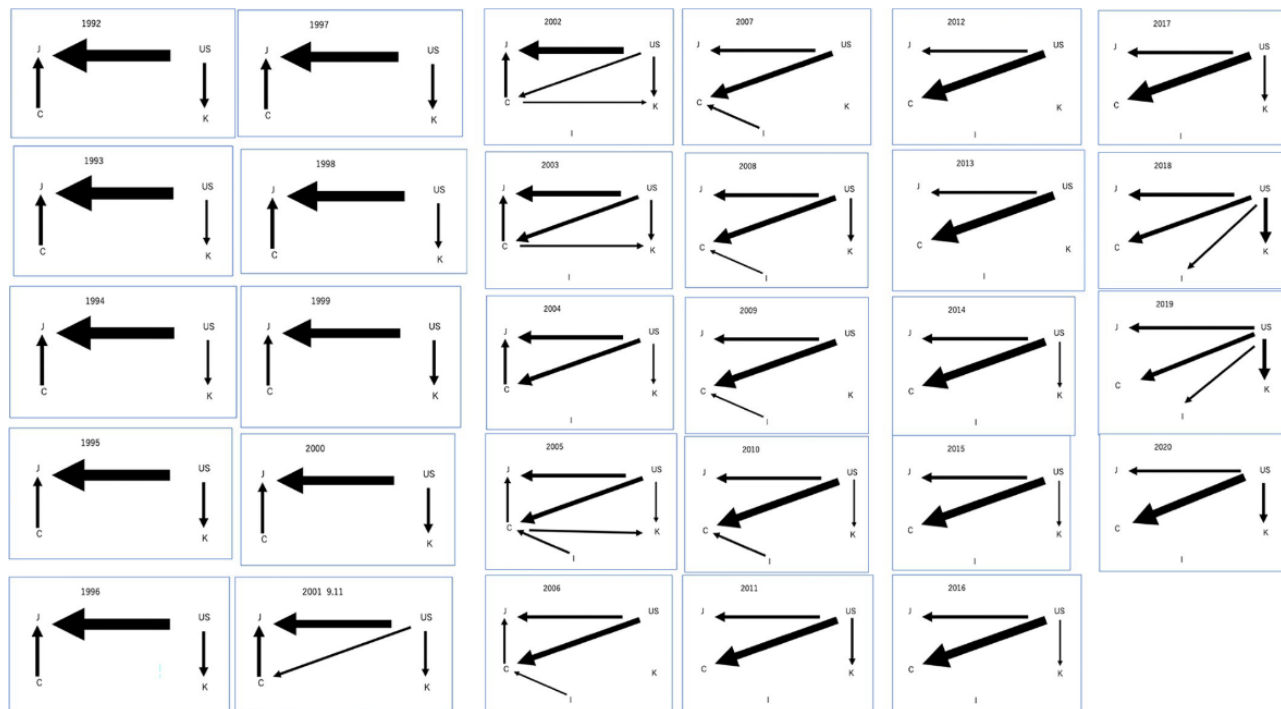 1992
J US
C
K
1997
J US
C
K
2002
J US
C K
I
2007
J US
C K
I
2012
J US
C K
I
2017
J US
C K
I
1993
J US
C
K
1998
J US
C
K
2003
J US
C K
I
2008
J US
C K
I
2013
J US
C K
I
2018
J US
C K
I
1994
J US
C
K
1999
J US
C
K
2004
J US
C K
I
2009
J US
C K
I
2014
J US
C K
I
2019
J US
C K
I
1995
J US
C
K
2000
J US
C
K
2005
J US
C K
I
2010
J US
C K
I
2015
J US
C K
I
2020
J US
C K
I
1996
J US
C
K
2001 9.11
J US
C K
2006
J US
C K
I
2011
J US
C K
I
2016
J US
C K
I